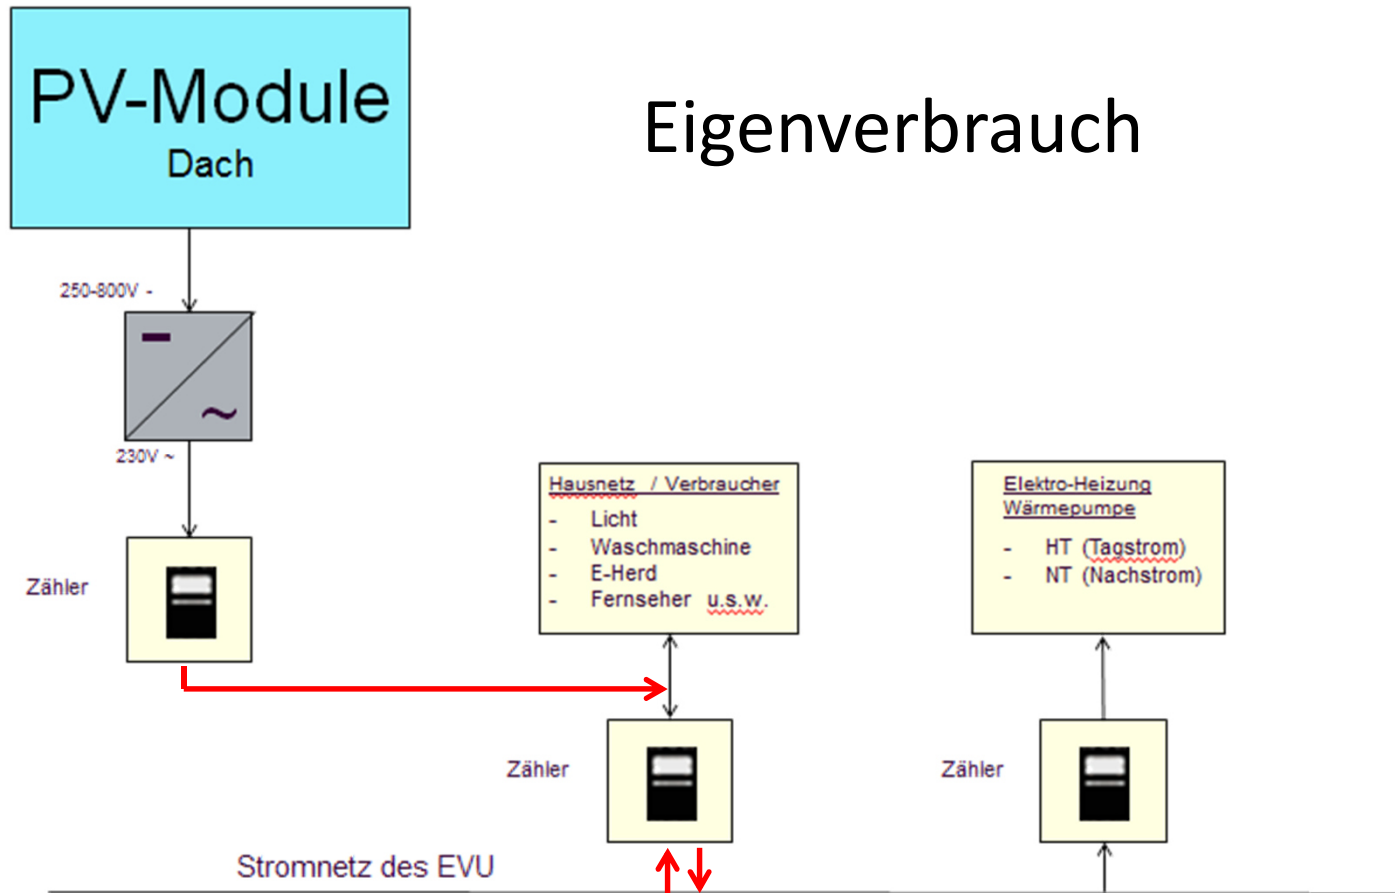 PV-Module
Dach
Eigenverbrauch
250-800V -
230V ~
Zähler
Hausnetz / Verbraucher
- Licht
- Waschmaschine
- E-Herd
- Fernseher u.s.w.
Elektro-Heizung
Wärmepumpe
- HT (Tagstrom)
- NT (Nachstrom)
Zähler
Zähler
Stromnetz des EVU